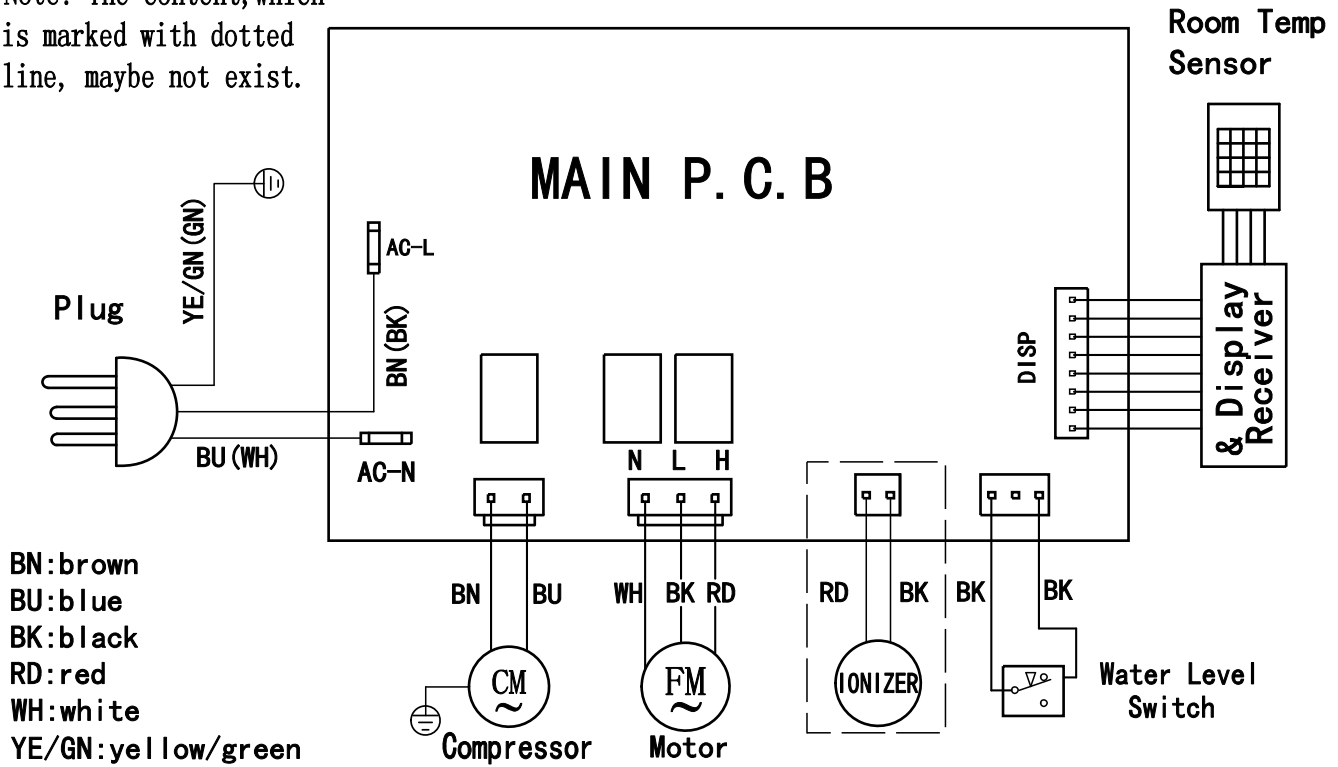 Note: The content,which
is marked with dotted
line, maybe not exist.
Room Temp
Sensor
MAIN P.C.B
YE/GN(GN)
AC-L
Plug
BN(BK)
DISP
& Display
Receiver
BU(WH)
AC-N
N L H
BN:brown
BU:blue
BK:black
RD:red
WH:white
YE/GN:yellow/green
BN BU
WH BK RD
RD BK
BK BK
CM
~
Compressor
FM
~
Motor
IONIZER
Water Level
Switch